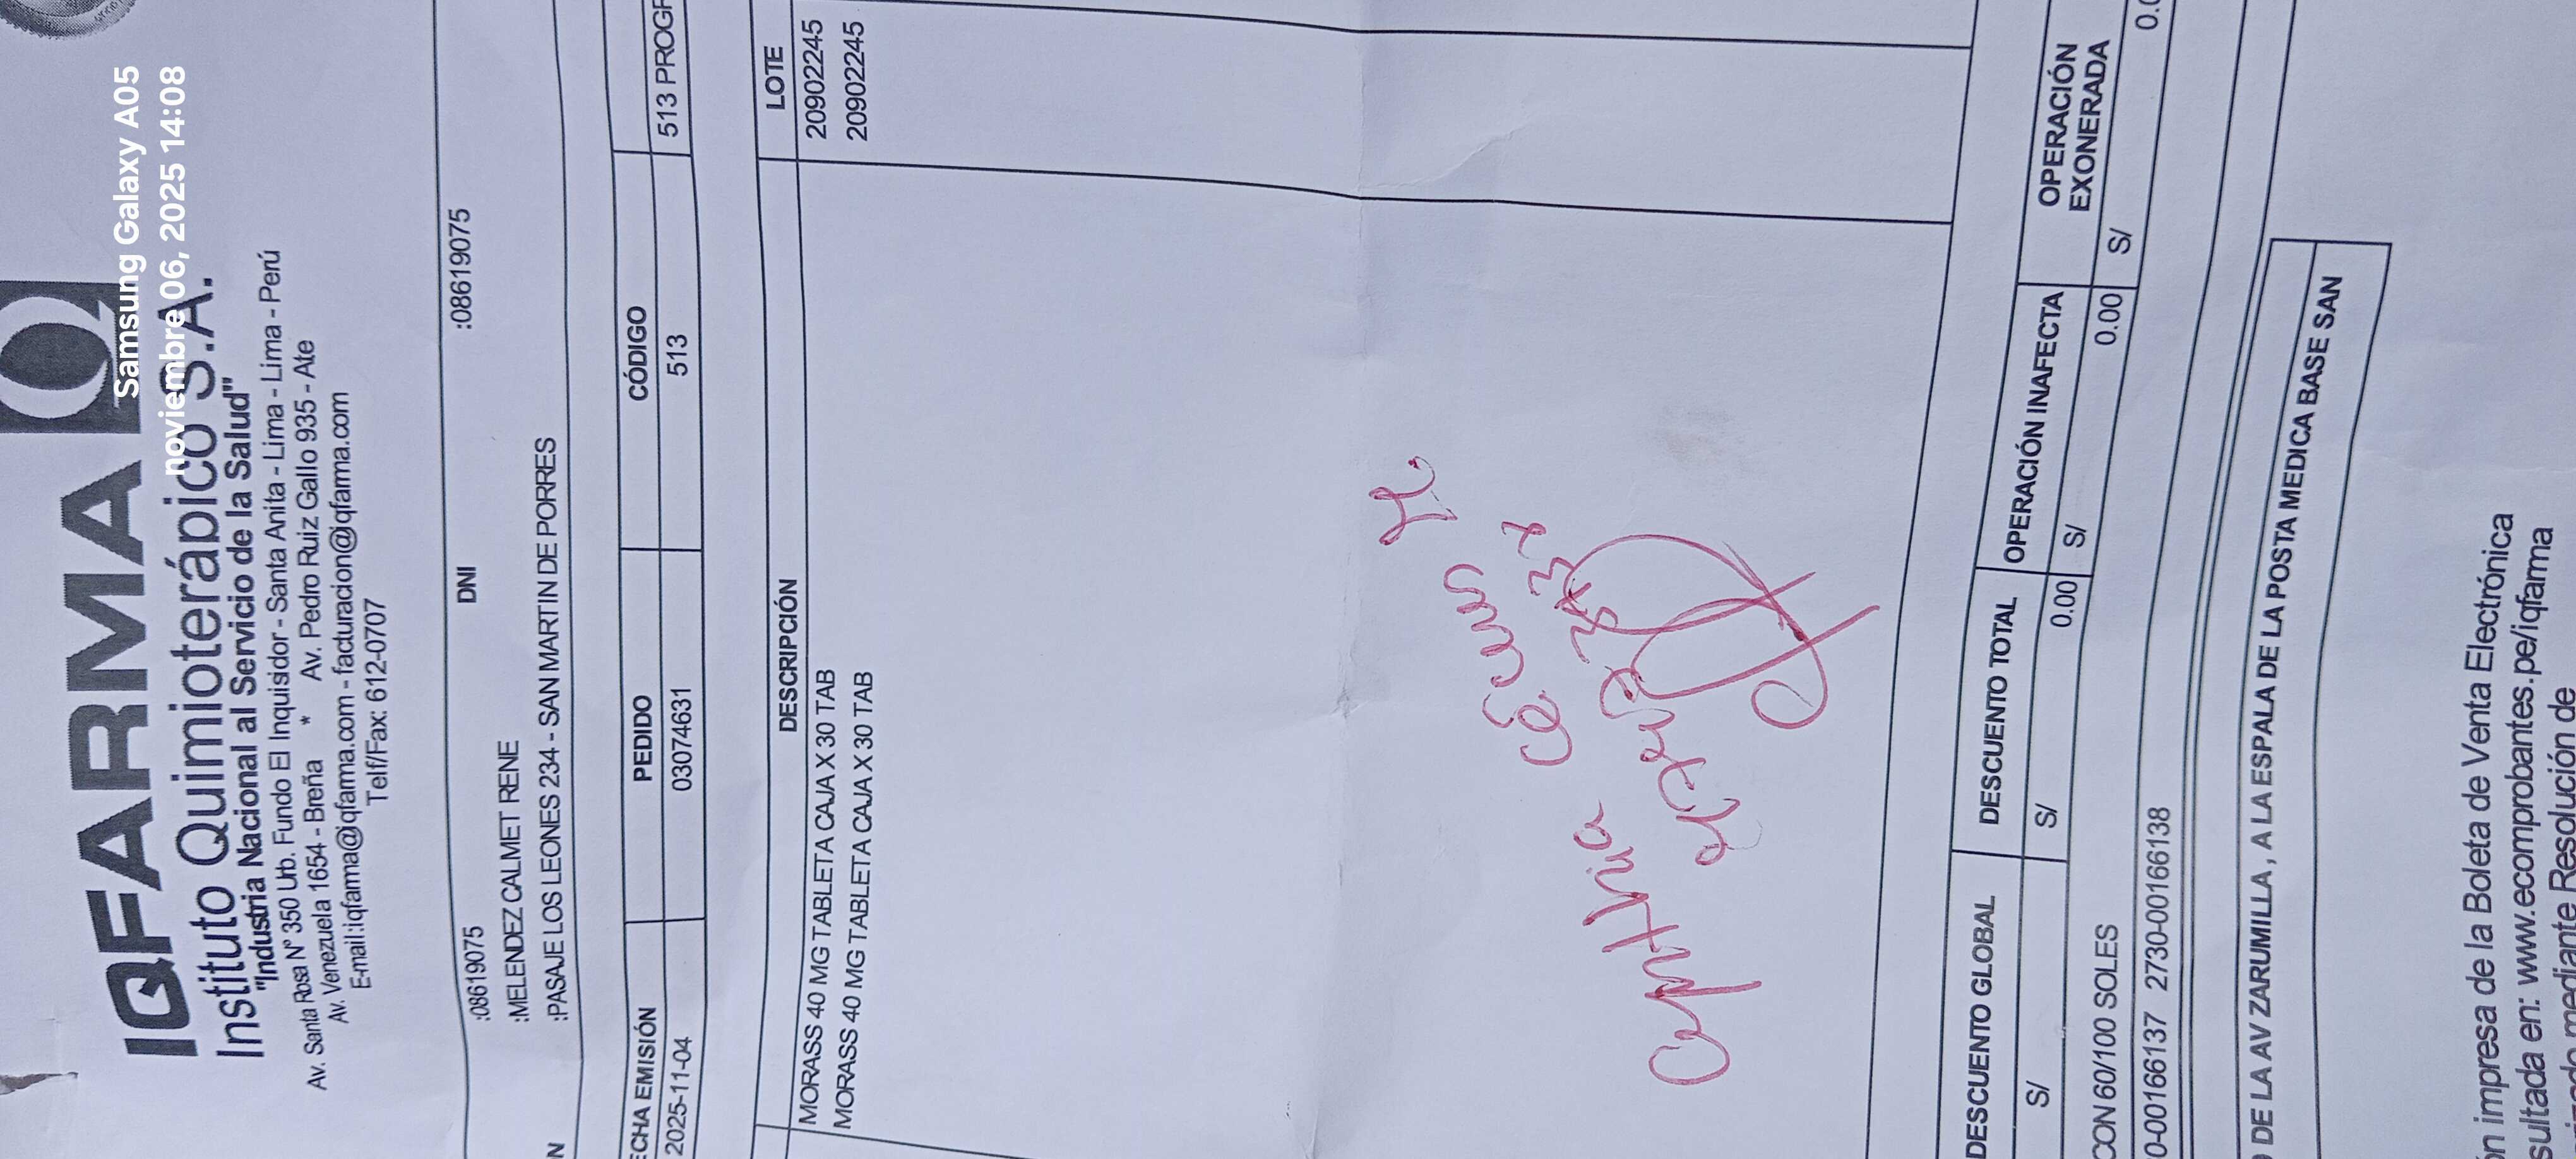 Samsung Galaxy A05
noviembre 06, 2025 14:08
IQFARMA
Instituto Quimioterápico S.A.
"Industria Nacional al Servicio de la Salud"
Av. Santa Rosa Nº 350 Urb. Fundo El Inquisidor - Santa Anita - Lima - Lima - Perú
Av. Venezuela 1654 - Breña * Av. Pedro Ruiz Gallo 935 - Ate
E-mail:iqfarma@iqfarma.com - facturacion@iqfarma.com
Telf/Fax: 612-0707
:08619075 DNI :08619075
:MELENDEZ CALMET RENE
:PASAJE LOS LEONES 234 - SAN MARTIN DE PORRES
ECHA EMISIÓN PEDIDO CÓDIGO
2025-11-04 03074631 513 513 PROGR
DESCRIPCIÓN LOTE
MORASS 40 MG TABLETA CAJA X 30 TAB 20902245
MORASS 40 MG TABLETA CAJA X 30 TAB 20902245
DESCUENTO GLOBAL DESCUENTO TOTAL OPERACIÓN INAFECTA OPERACIÓN EXONERADA
S/ S/ 0.00 S/ 0.00 S/ 0.0
CON 60/100 SOLES
0-00166137 2730-00166138
DE LA AV ZARUMILLA , A LA ESPALA DE LA POSTA MEDICA BASE SAN
ón impresa de la Boleta de Venta Electrónica
sultada en: www.ecomprobantes.pe/iqfarma
mediante Resolución de